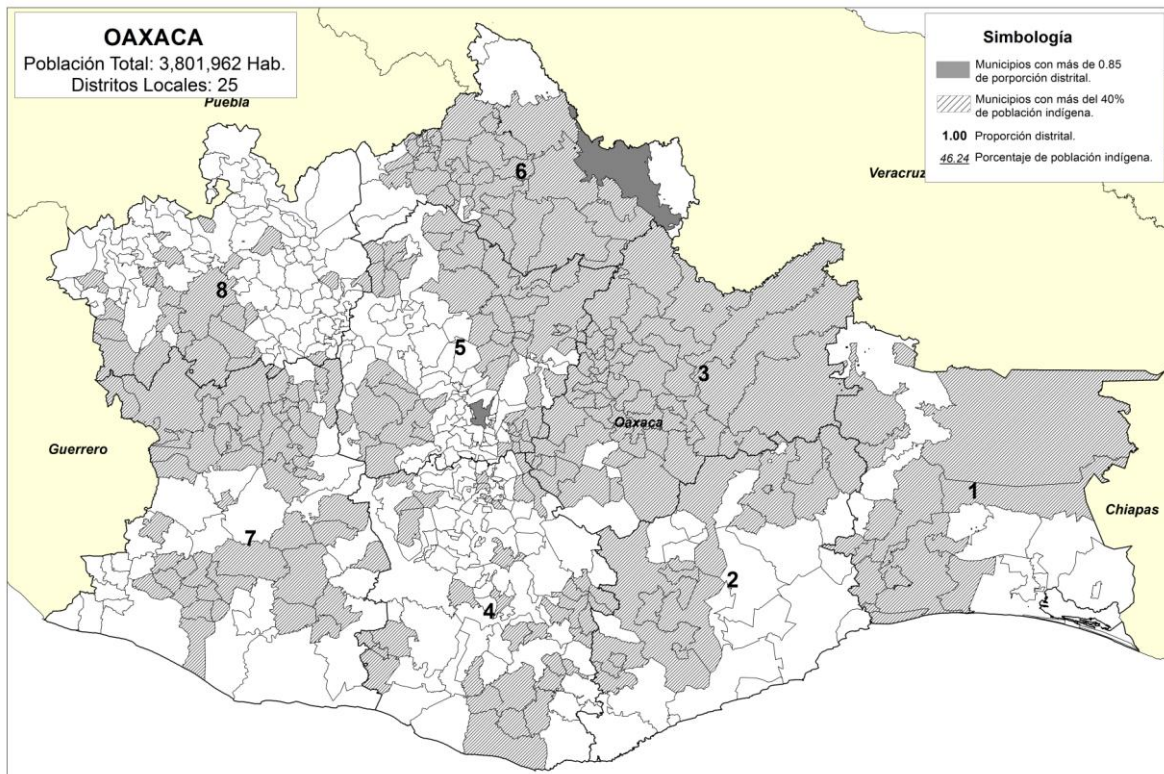 OAXACA
Población Total: 3,801,962 Hab.
Distritos Locales: 25
Simbología
Municipios con más de 0.85
de porporción distrital.
Municipios con más del 40%
de población indígena.
1.00 Proporción distrital.
46.24 Porcentaje de población indígena.
Puebla
Veracruz
6
8
5
3
Oaxaca
Guerrero
1
Chiapas
7
2
4